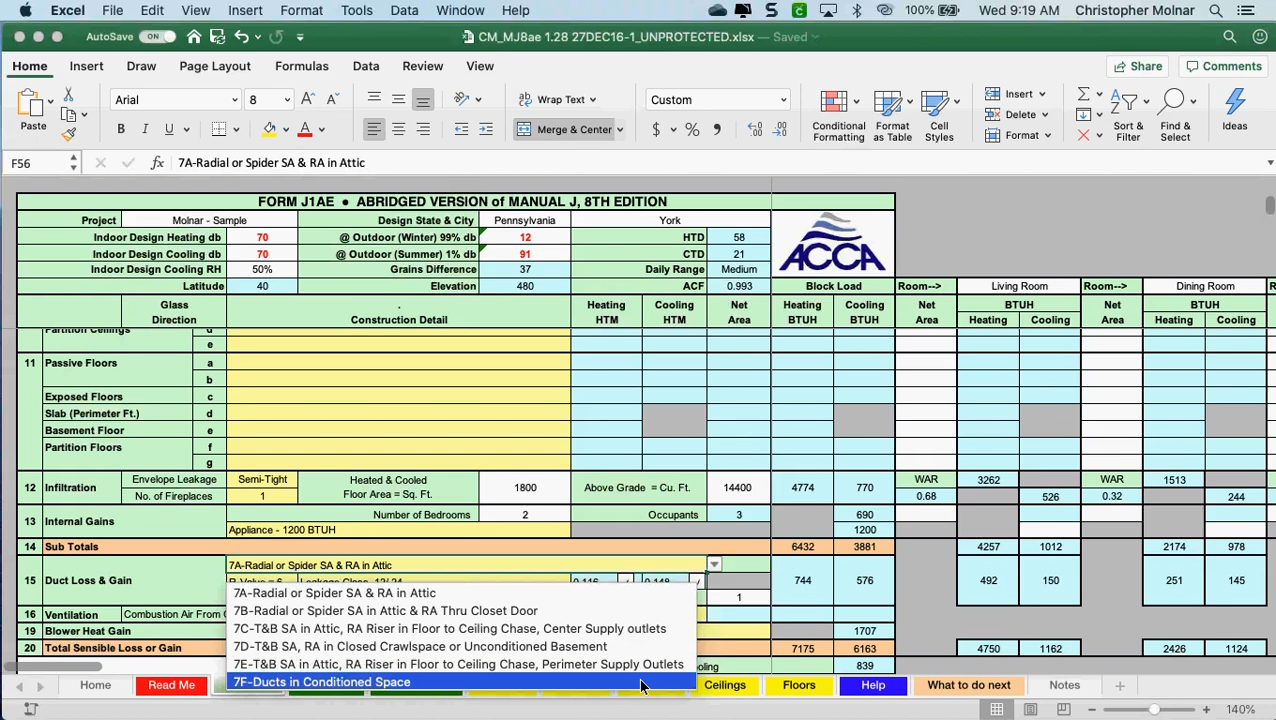 Excel File Edit View Insert Format Tools Data Window Help 100% Wed 9:19 AM Christopher Molnar
AutoSave ON CM_MJ8ae 1.28 27DEC16-1_UNPROTECTED.xlsx — Saved
Home Insert Draw Page Layout Formulas Data Review View Share Comments
Paste Arial 8 Wrap Text Custom Insert
B I U Merge & Center $ % Conditional Formatting Format as Table Cell Styles Delete Format Sort & Filter Find & Select Ideas
F56 fx 7A-Radial or Spider SA & RA in Attic
FORM J1AE ● ABRIDGED VERSION of MANUAL J, 8TH EDITION
Project Molnar - Sample Design State & City Pennsylvania York
Indoor Design Heating db 70 @ Outdoor (Winter) 99% db 12 HTD 58
Indoor Design Cooling db 70 @ Outdoor (Summer) 1% db 91 CTD 21 ACCA
Indoor Design Cooling RH 50% Grains Difference 37 Daily Range Medium
Latitude 40 Elevation 480 ACF 0.993 Block Load Room--> Living Room Room--> Dining Room
Glass . Heating Cooling Net Heating Cooling Net BTUH Net BTUH
Direction Construction Detail HTM HTM Area BTUH BTUH Area Heating Cooling Area Heating Cooling
Partition Ceilings d
e
11 Passive Floors a
b
Exposed Floors c
Slab (Perimeter Ft.) d
Basement Floor e
Partition Floors f
g
12 Infiltration Envelope Leakage Semi-Tight Heated & Cooled 1800 Above Grade = Cu. Ft. 14400 4774 770 WAR 3262 WAR 1513
No. of Fireplaces 1 Floor Area = Sq. Ft. 0.68 526 0.32 244
13 Internal Gains Number of Bedrooms 2 Occupants 3 690
Appliance - 1200 BTUH 1200
14 Sub Totals 6432 3881 4257 1012 2174 978
7A-Radial or Spider SA & RA in Attic
15 Duct Loss & Gain 744 576 492 150 251 145
7A-Radial or Spider SA & RA in Attic 1
7B-Radial or Spider SA in Attic & RA Thru Closet Door
16 Ventilation Combustion Air From
7C-T&B SA in Attic, RA Riser in Floor to Ceiling Chase, Center Supply outlets
19 Blower Heat Gain 1707
7D-T&B SA, RA in Closed Crawlspace or Unconditioned Basement
20 Total Sensible Loss or Gain 7175 6163 4750 1162 2426 1124
7E-T&B SA in Attic, RA Riser in Floor to Ceiling Chase, Perimeter Supply Outlets 839
7F-Ducts in Conditioned Space
Home Read Me Ceilings Floors Help What to do next Notes
140%